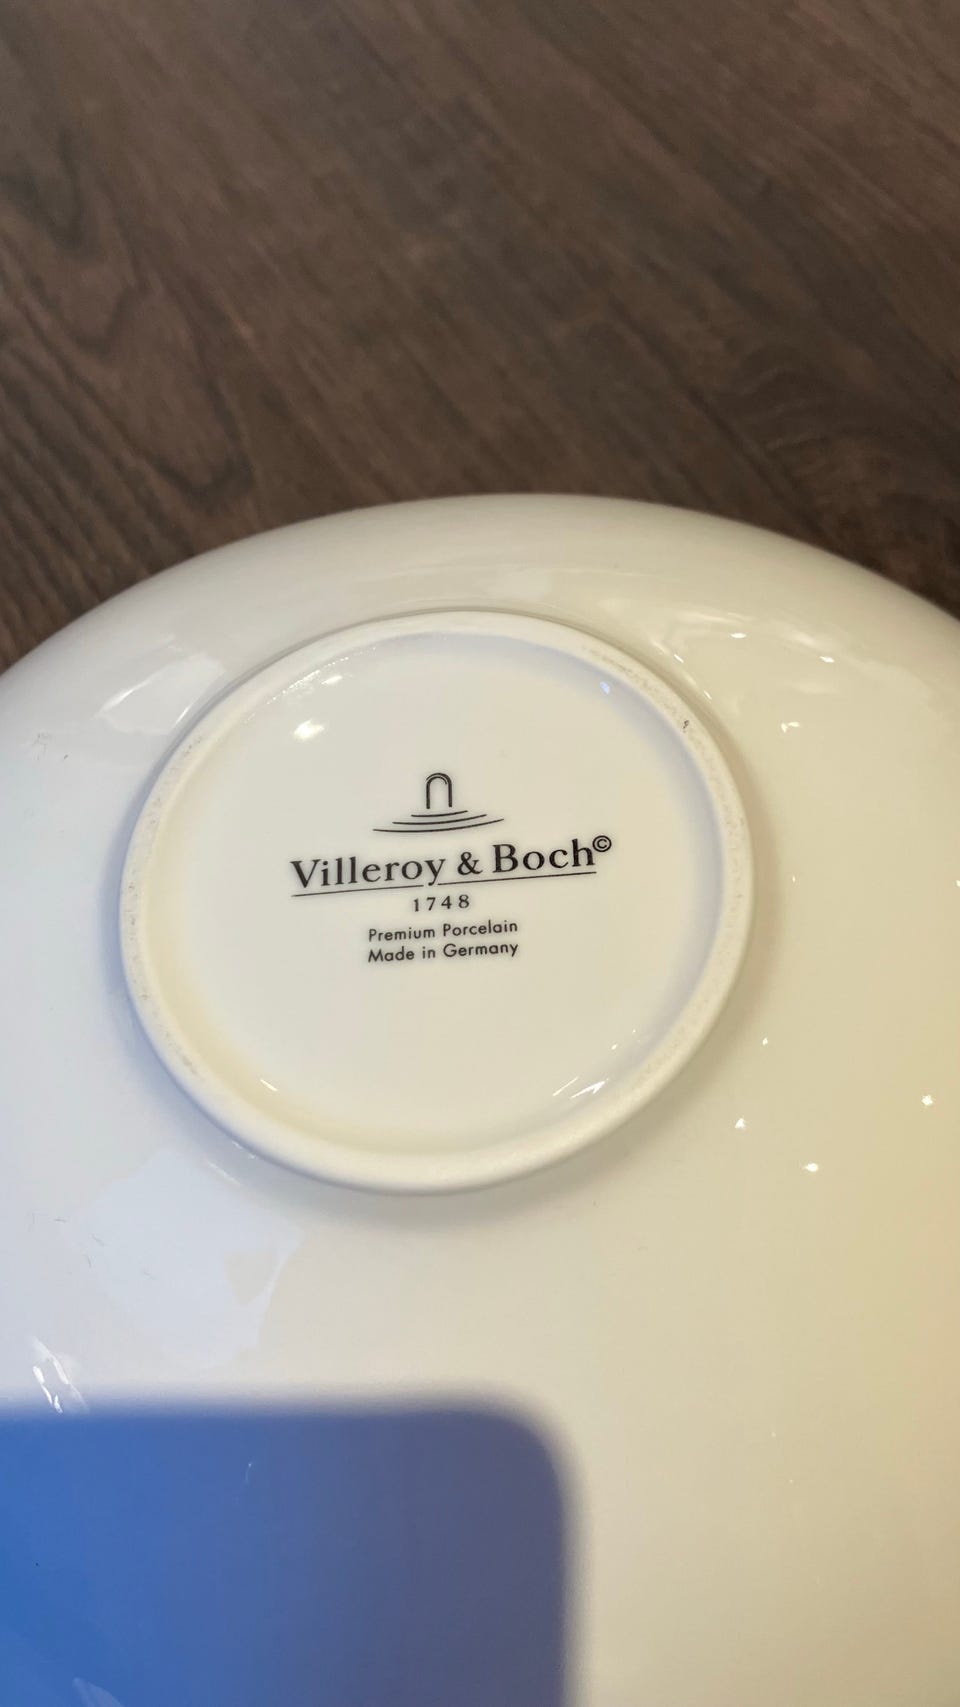 Villeroy & Boch©
1748
Premium Porcelain
Made in Germany